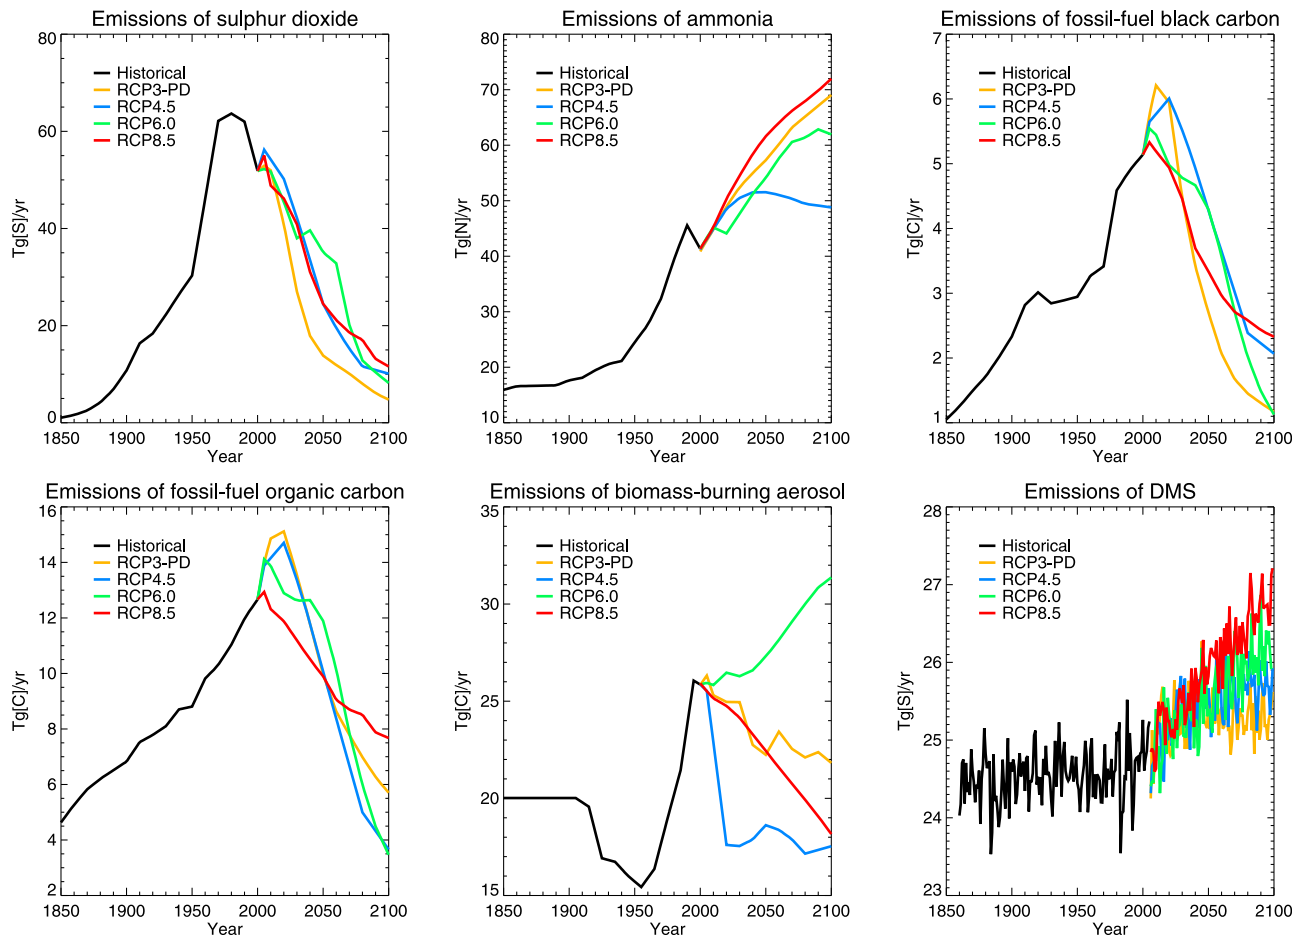 Emissions of sulphur dioxide
80
60
40
20
0
Tg[S]/yr
Historical
RCP3-PD
RCP4.5
RCP6.0
RCP8.5
1850 1900 1950 2000 2050 2100
Year
Emissions of ammonia
80
70
60
50
40
30
20
10
Tg[N]/yr
Historical
RCP3-PD
RCP4.5
RCP6.0
RCP8.5
1850 1900 1950 2000 2050 2100
Year
Emissions of fossil-fuel black carbon
7
6
5
4
3
2
1
Tg[C]/yr
Historical
RCP3-PD
RCP4.5
RCP6.0
RCP8.5
1850 1900 1950 2000 2050 2100
Year
Emissions of fossil-fuel organic carbon
16
14
12
10
8
6
4
2
Tg[C]/yr
Historical
RCP3-PD
RCP4.5
RCP6.0
RCP8.5
1850 1900 1950 2000 2050 2100
Year
Emissions of biomass-burning aerosol
35
30
25
20
15
Tg[C]/yr
Historical
RCP3-PD
RCP4.5
RCP6.0
RCP8.5
1850 1900 1950 2000 2050 2100
Year
Emissions of DMS
28
27
26
25
24
23
Tg[S]/yr
Historical
RCP3-PD
RCP4.5
RCP6.0
RCP8.5
1850 1900 1950 2000 2050 2100
Year